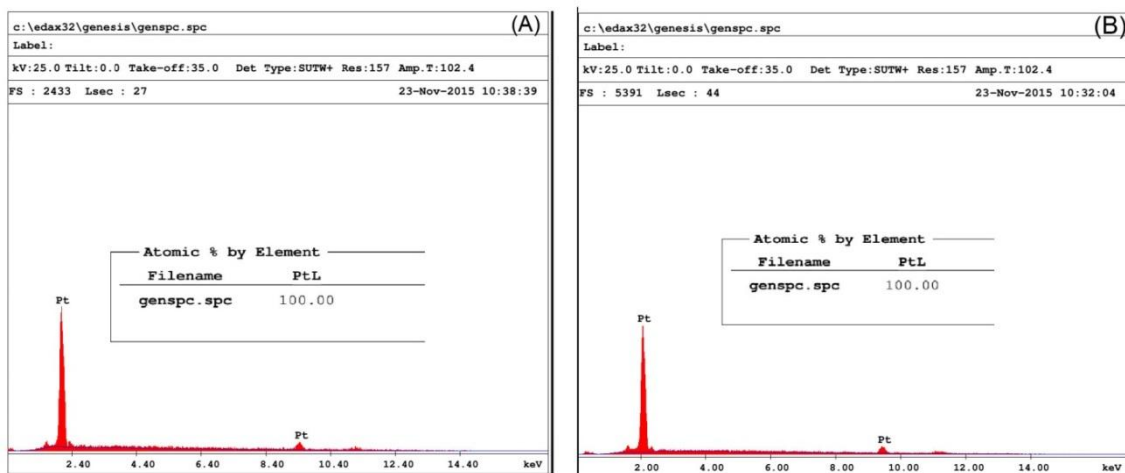 c:\edax32\genesis\genspc.spc (A)
Label:
kV:25.0 Tilt:0.0 Take-off:35.0 Det Type:SUTW+ Res:157 Amp.T:102.4
FS : 2433 Lsec : 27 23-Nov-2015 10:38:39
Atomic % by Element
Filename PtL
genspc.spc 100.00
Pt
Pt
2.40 4.40 6.40 8.40 10.40 12.40 14.40 keV
c:\edax32\genesis\genspc.spc (B)
Label:
kV:25.0 Tilt:0.0 Take-off:35.0 Det Type:SUTW+ Res:157 Amp.T:102.4
FS : 5391 Lsec : 44 23-Nov-2015 10:32:04
Atomic % by Element
Filename PtL
genspc.spc 100.00
Pt
Pt
2.00 4.00 6.00 8.00 10.00 12.00 14.00 keV